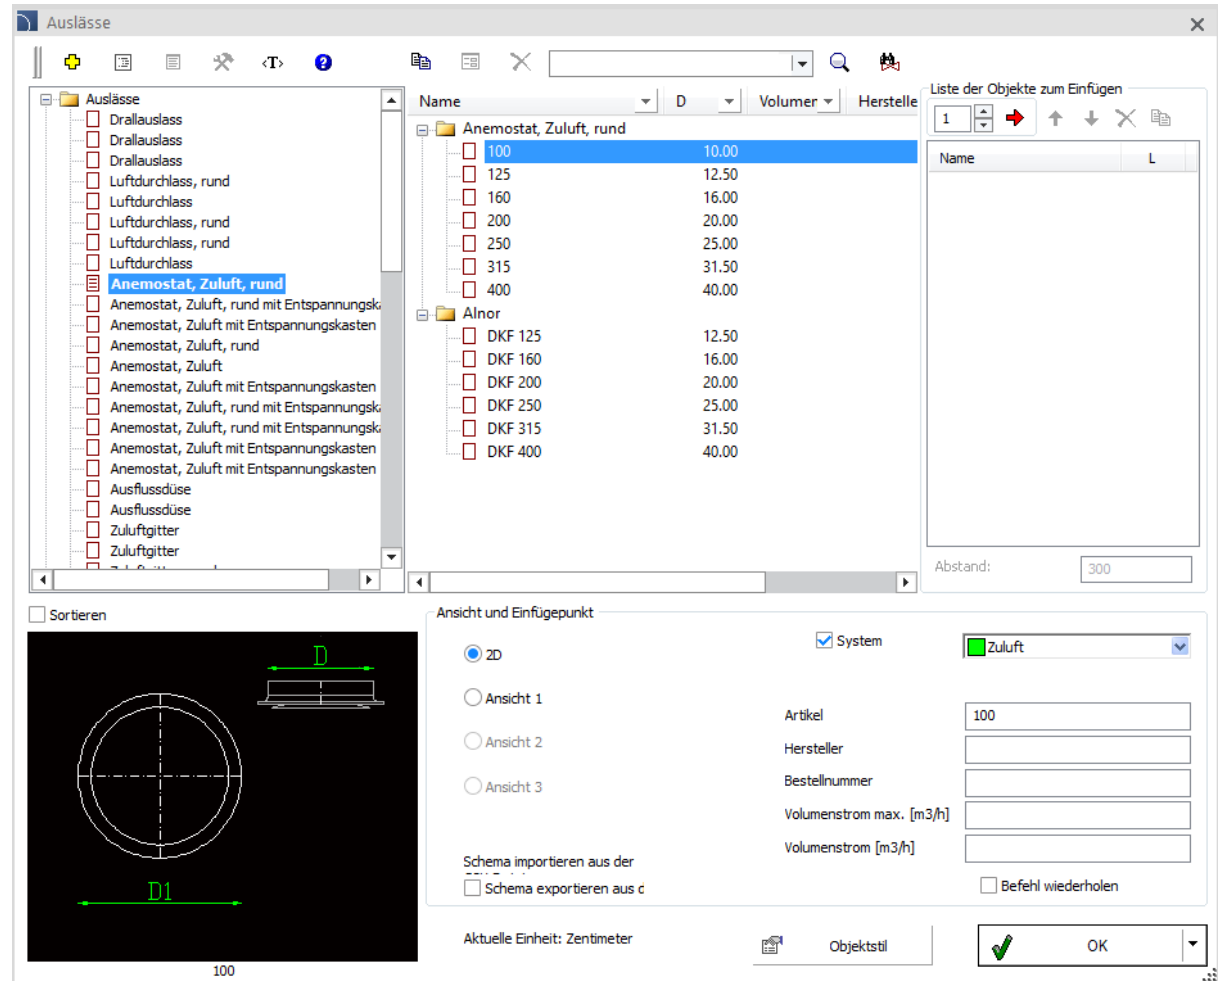 Auslässe
‹T›
Auslässe
Drallauslass
Drallauslass
Drallauslass
Luftdurchlass, rund
Luftdurchlass
Luftdurchlass, rund
Luftdurchlass, rund
Luftdurchlass
Anemostat, Zuluft, rund
Anemostat, Zuluft, rund mit Entspannungsk
Anemostat, Zuluft mit Entspannungskasten
Anemostat, Zuluft, rund
Anemostat, Zuluft
Anemostat, Zuluft mit Entspannungskasten
Anemostat, Zuluft, rund mit Entspannungsk
Anemostat, Zuluft, rund mit Entspannungsk
Anemostat, Zuluft mit Entspannungskasten
Anemostat, Zuluft mit Entspannungskasten
Ausflussdüse
Ausflussdüse
Zuluftgitter
Zuluftgitter
Name D Volumen Herstelle
Anemostat, Zuluft, rund
100 10.00
125 12.50
160 16.00
200 20.00
250 25.00
315 31.50
400 40.00
Alnor
DKF 125 12.50
DKF 160 16.00
DKF 200 20.00
DKF 250 25.00
DKF 315 31.50
DKF 400 40.00
Liste der Objekte zum Einfügen
1
Name L
Abstand: 300
Sortieren
D
D1
100
Ansicht und Einfügepunkt
2D
Ansicht 1
Ansicht 2
Ansicht 3
System Zuluft
Artikel 100
Hersteller
Bestellnummer
Volumenstrom max. [m3/h]
Volumenstrom [m3/h]
Schema importieren aus der
Schema exportieren aus d
Befehl wiederholen
Aktuelle Einheit: Zentimeter
Objektstil
OK